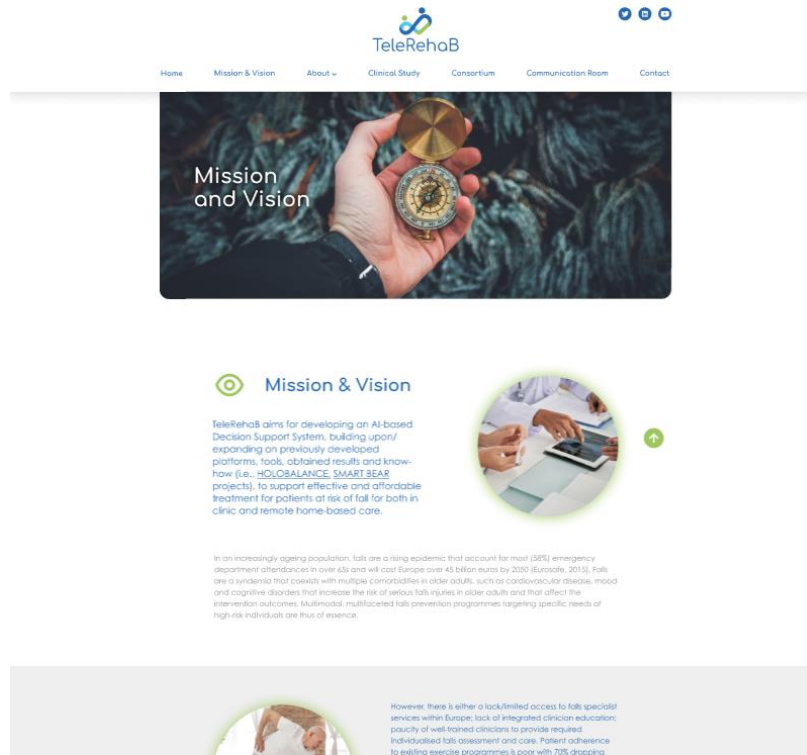 TeleRehaB
Home Mission & Vision About Clinical Study Consortium Communication Room Contact
Mission
and Vision
Mission & Vision
TeleRehaB aims for developing an AI-based
Decision Support System, building upon/
expanding on previously developed
platforms, tools, obtained results and know-
how (i.e., HOLOBALANCE, SMART BEAR
projects), to support effective and affordable
treatment for patients at risk of fall for both in
clinic and remote home-based care.
In an increasingly ageing population, falls are a rising epidemic that account for most (58%) emergency
department attendances in over 65s and will cost Europe over 45 billion euros by 2050 (Eurosafe, 2015). Falls
are a syndemia that coexists with multiple comorbidities in older adults, such as cardiovascular disease, mood
and cognitive disorders that increase the risk of serious falls injuries in older adults and that affect the
intervention outcomes. Multimodal, multifaceted falls prevention programmes targeting specific needs of
high-risk individuals are thus of essence.
However, there is either a lack/limited access to falls specialist
services within Europe; lack of integrated clinician education;
paucity of well-trained clinicians to provide required
individualised falls assessment and care. Patient adherence
to existing exercise programmes is poor with 70% dropping